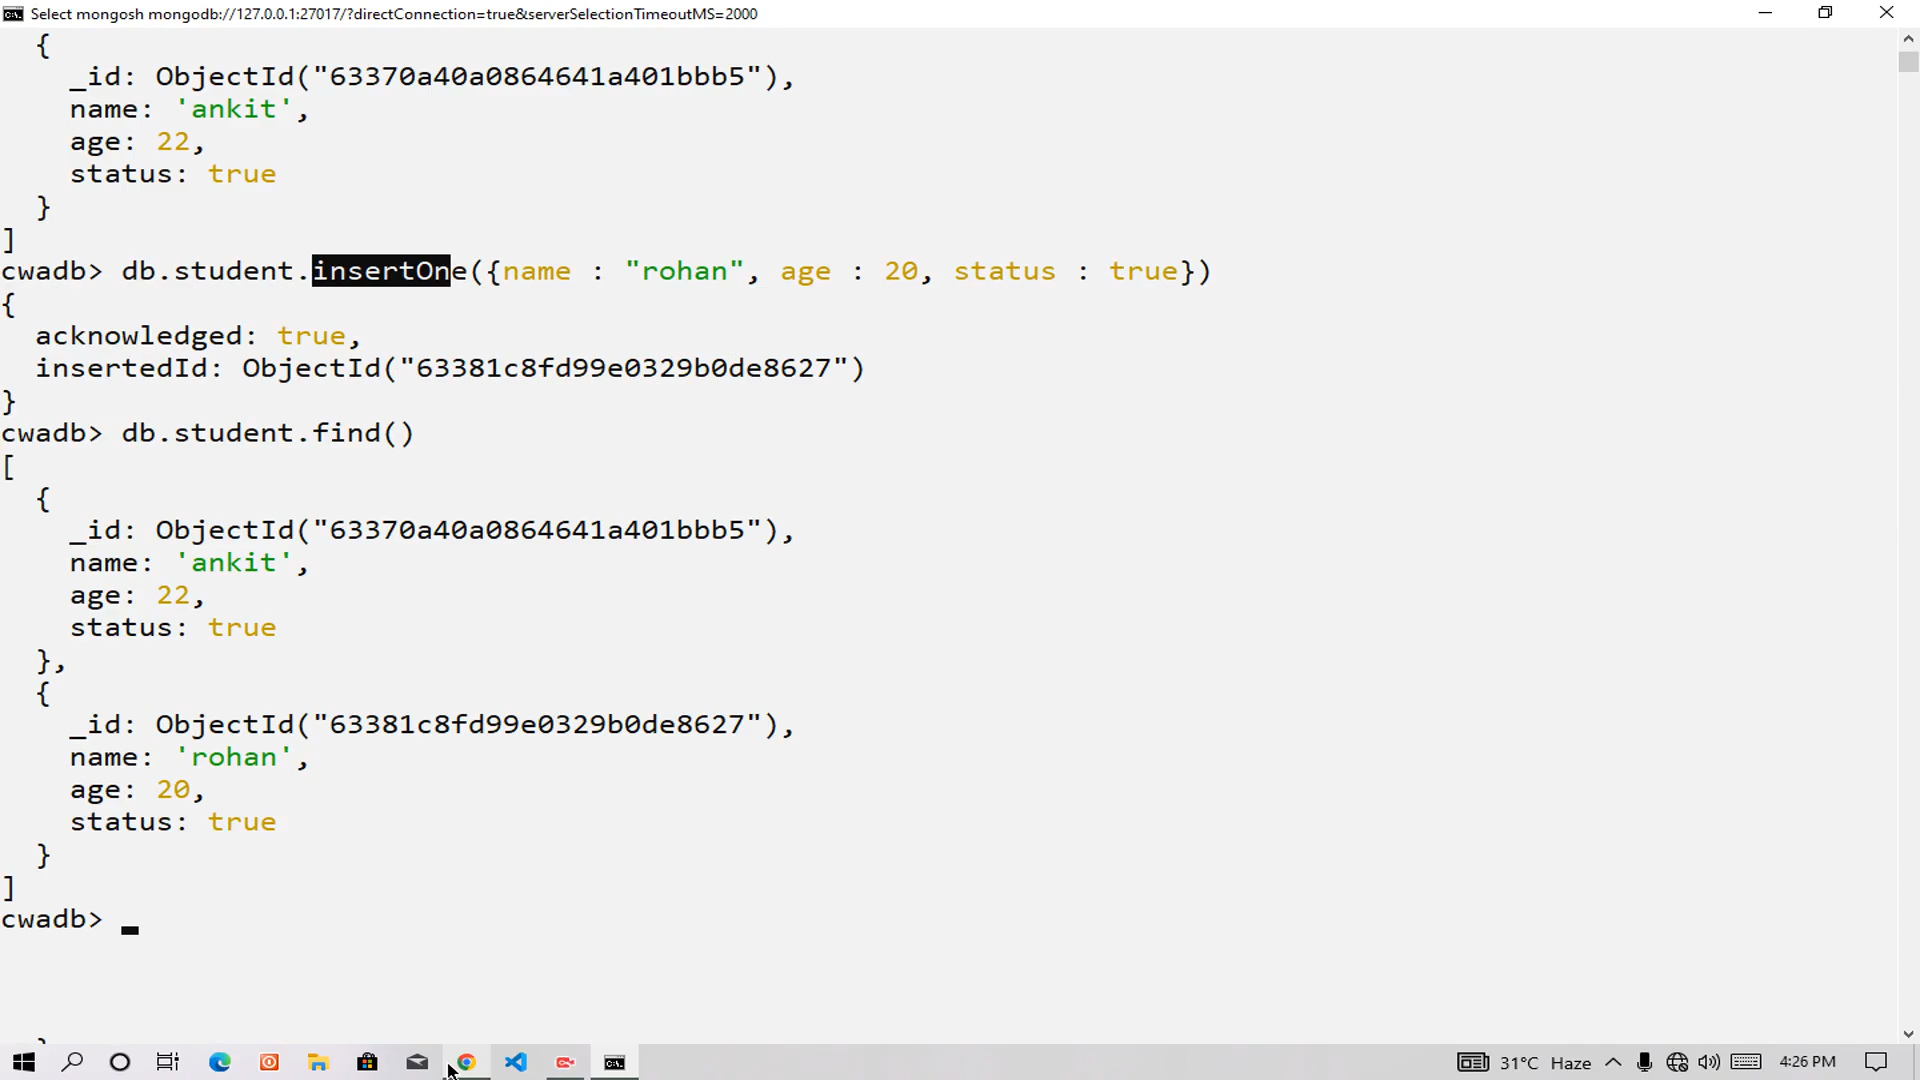 Select mongosh mongodb://127.0.0.1:27017/?directConnection=true&serverSelectionTimeoutMS=2000
{
_id: ObjectId("63370a40a0864641a401bbb5"),
name: 'ankit',
age: 22,
status: true
}
]
cwadb> db.student.insertOne({name : "rohan", age : 20, status : true})
{
acknowledged: true,
insertedId: ObjectId("63381c8fd99e0329b0de8627")
}
cwadb> db.student.find()
[
{
_id: ObjectId("63370a40a0864641a401bbb5"),
name: 'ankit',
age: 22,
status: true
},
{
_id: ObjectId("63381c8fd99e0329b0de8627"),
name: 'rohan',
age: 20,
status: true
}
]
cwadb>
31°C Haze 4:26 PM